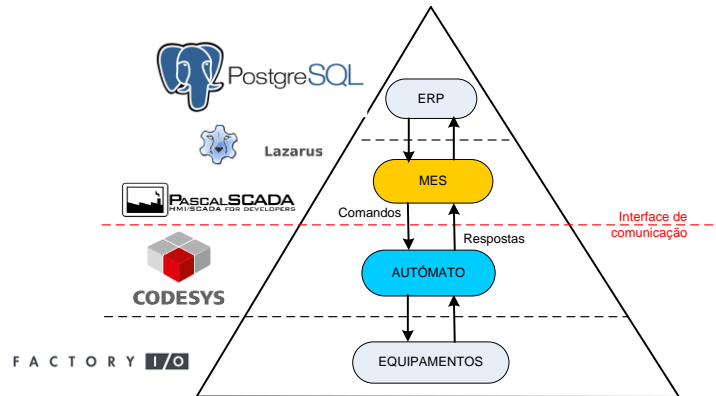 PostgreSQL
ERP
Lazarus
MES
PASCALSCADA
HMI/SCADA FOR DEVELOPERS
Comandos
Interface de
comunicação
Respostas
CODESYS
AUTÓMATO
FACTORY I/O
EQUIPAMENTOS